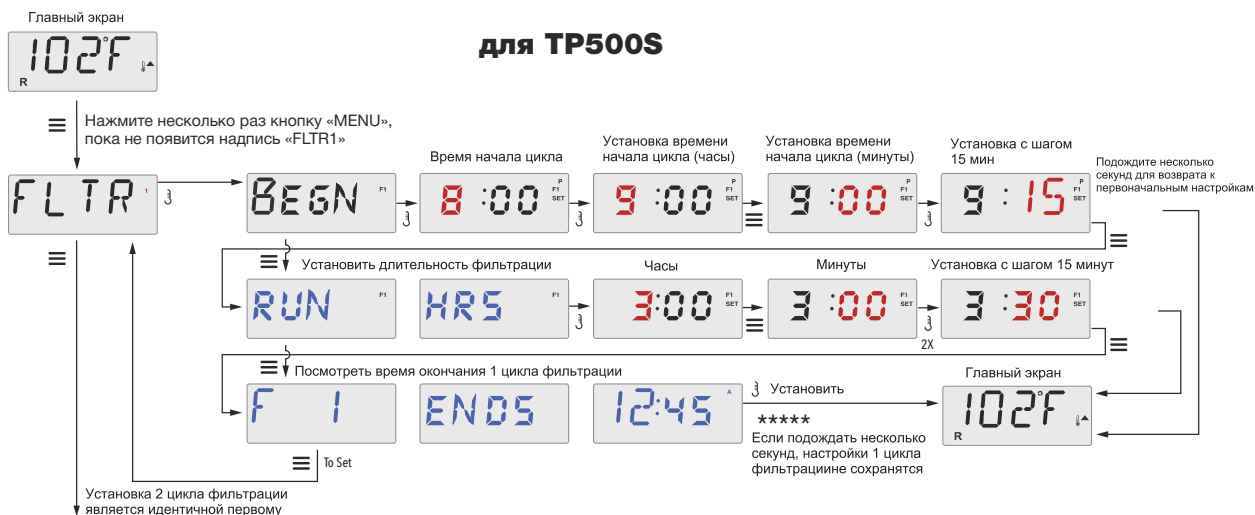 Главный экран
для TP500S
102°F
R
Нажмите несколько раз кнопку «MENU»,
пока не появится надпись «FLTR1»
FLTR 1
Время начала цикла
Установка времени
начала цикла (часы)
Установка времени
начала цикла (минуты)
Установка с шагом
15 мин
Подождите несколько
секунд для возврата к
первоначальным настройкам
BEGN F1
8:00 P F1 SET
9:00 P F1 SET
9:00 P F1 SET
9:15 P F1 SET
Установить длительность фильтрации
Часы
Минуты
Установка с шагом 15 минут
RUN F1
HRS F1
3:00 F1 SET
3:00 F1 SET
3:30 F1 SET
2X
Посмотреть время окончания 1 цикла фильтрации
Главный экран
F 1
ENDS
12:45 A
Установить
*****
Если подождать несколько
секунд, настройки 1 цикла
фильтрациине сохранятся
102°F
R
To Set
Установка 2 цикла фильтрации
является идентичной первому